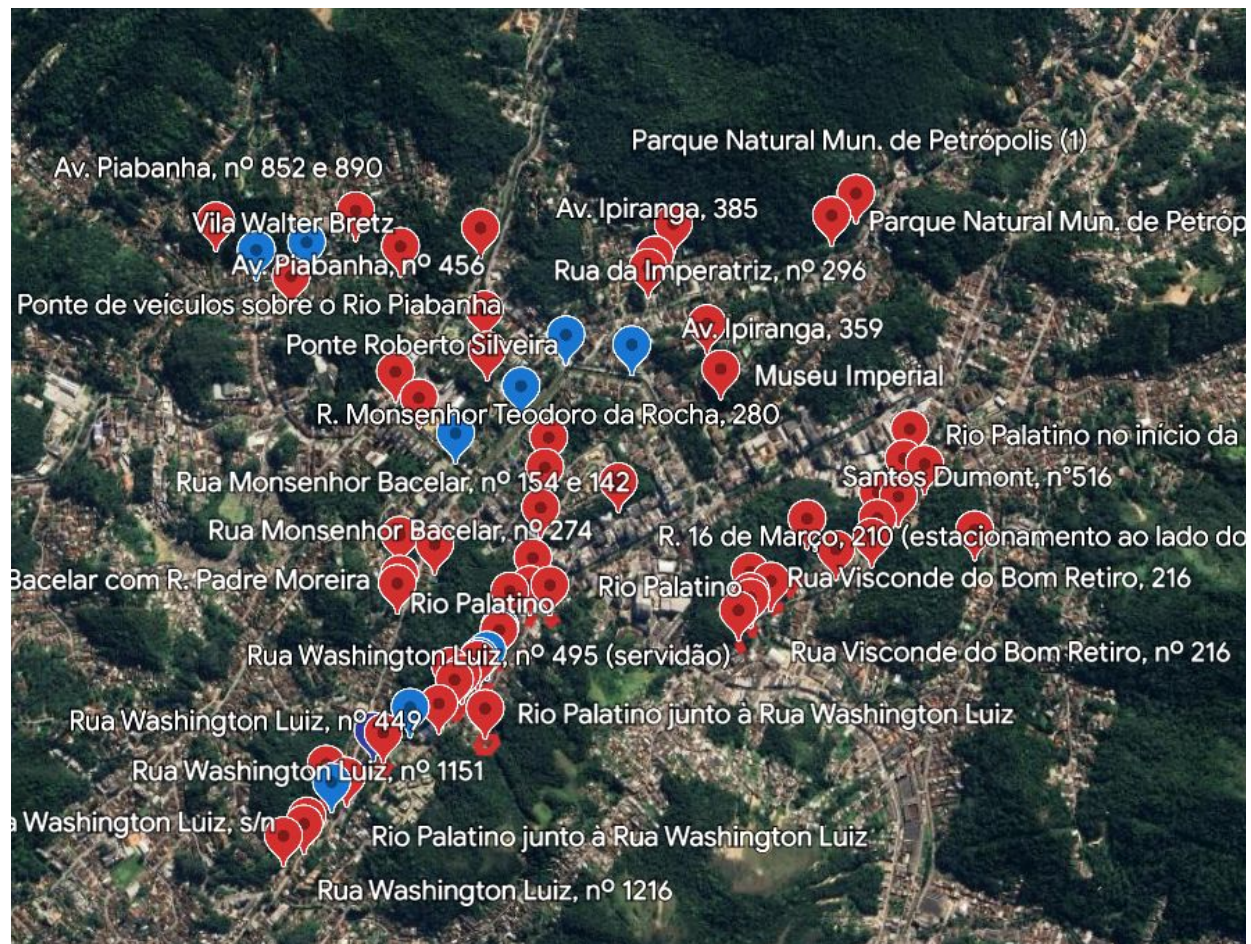 Parque Natural Mun. de Petrópolis (1)
Av. Piabanha, nº 852 e 890
Av. Ipiranga, 385
Vila Walter Bretz
Parque Natural Mun. de Petróp
Av. Piabanha, nº 456
Rua da Imperatriz, nº 296
Ponte de veículos sobre o Rio Piabanha
Av. Ipiranga, 359
Ponte Roberto Silveira
Museu Imperial
R. Monsenhor Teodoro da Rocha, 280
Rio Palatino no início da
Santos Dumont, n°516
Rua Monsenhor Bacelar, nº 154 e 142
Rua Monsenhor Bacelar, nº 274
R. 16 de Março, 210 (estacionamento ao lado do
Bacelar com R. Padre Moreira
Rua Visconde do Bom Retiro, 216
Rio Palatino
Rio Palatino
Rua Washington Luiz, nº 495 (servidão)
Rua Visconde do Bom Retiro, nº 216
Rua Washington Luiz, nº 449
Rio Palatino junto à Rua Washington Luiz
Rua Washington Luiz, nº 1151
a Washington Luiz, s/n
Rio Palatino junto à Rua Washington Luiz
Rua Washington Luiz, nº 1216